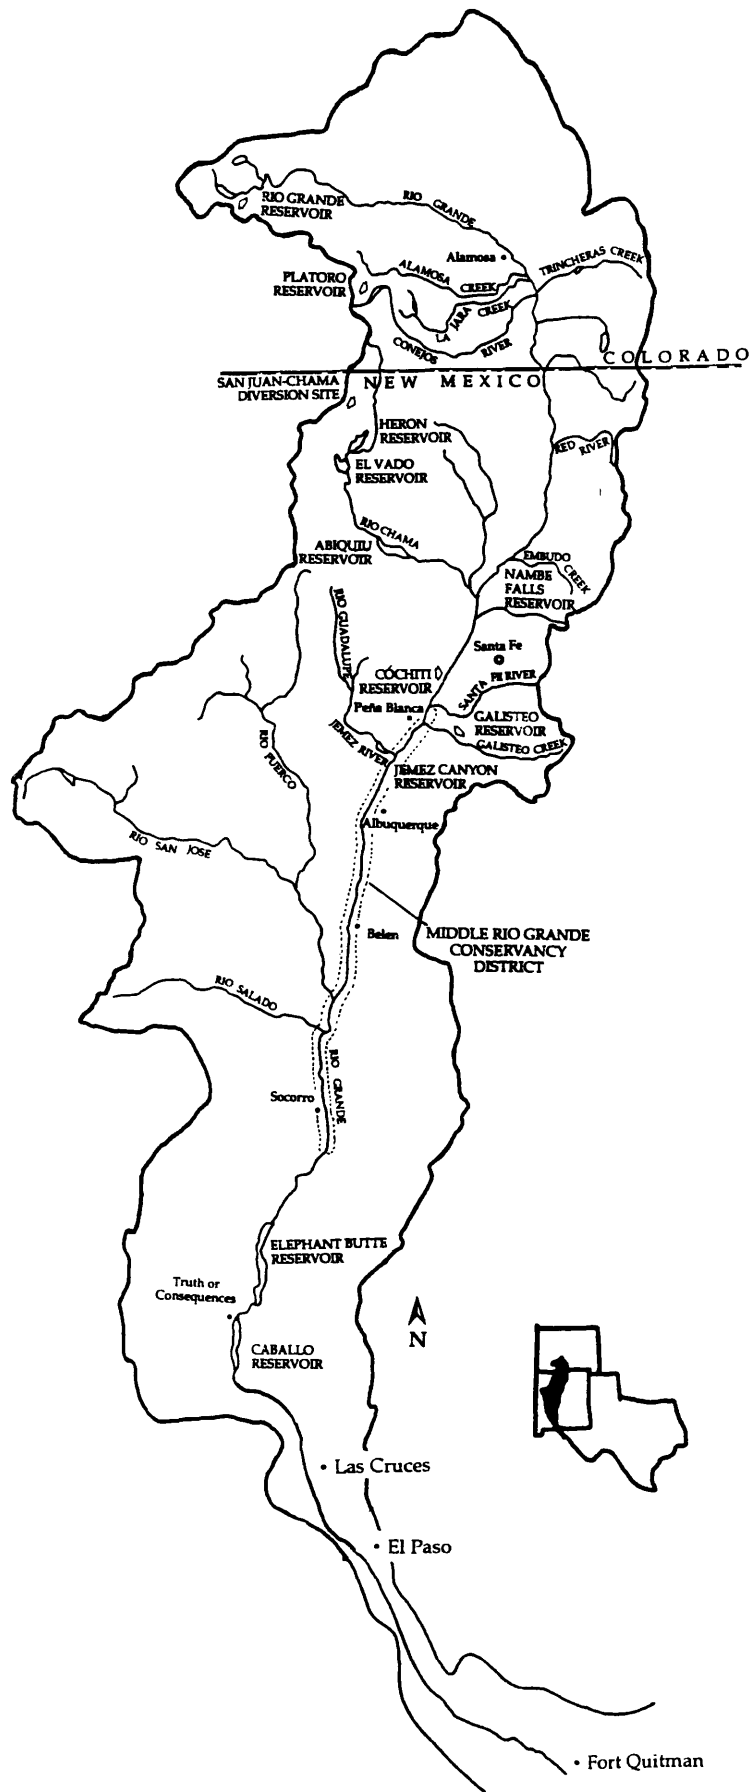 RIO GRANDE
RESERVOIR
RIO GRANDE
Alamosa
TRINCHERAS CREEK
ALAMOSA CREEK
PLATORO
RESERVOIR
LA JARA CREEK
CONEJOS RIVER
COLORADO
SAN JUAN-CHAMA
DIVERSION SITE
NEW MEXICO
HERON
RESERVOIR
RED RIVER
EL VADO
RESERVOIR
RIO CHAMA
ABIQUIU
RESERVOIR
EMBUDO CREEK
NAMBE
FALLS
RESERVOIR
RIO GUADALUPE
Santa Fe
COCHITI
RESERVOIR
SANTA FE RIVER
Peña Blanca
GALISTEO
RESERVOIR
GALISTEO CREEK
JEMEZ RIVER
RIO PUERCO
JEMEZ CANYON
RESERVOIR
Albuquerque
RIO SAN JOSE
Belen
MIDDLE RIO GRANDE
CONSERVANCY
DISTRICT
RIO SALADO
RIO GRANDE
Socorro
ELEPHANT BUTTE
RESERVOIR
Truth or
Consequences
N
CABALLO
RESERVOIR
Las Cruces
El Paso
Fort Quitman